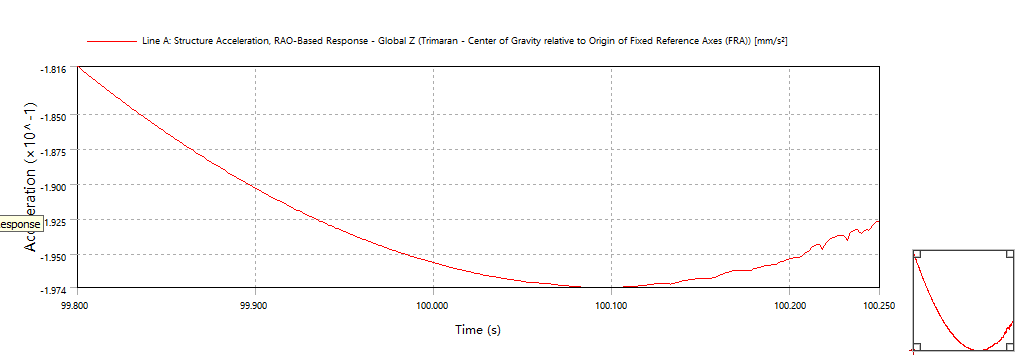 Line A: Structure Acceleration, RAO-Based Response - Global Z (Trimaran - Center of Gravity relative to Origin of Fixed Reference Axes (FRA)) [mm/s²]
-1.816
-1.850
-1.875
-1.900
1.925
-1.950
-1.974
Acceleration (×10^-1)
esponse
99.800 99.900 100.000 100.100 100.200 100.250
Time (s)